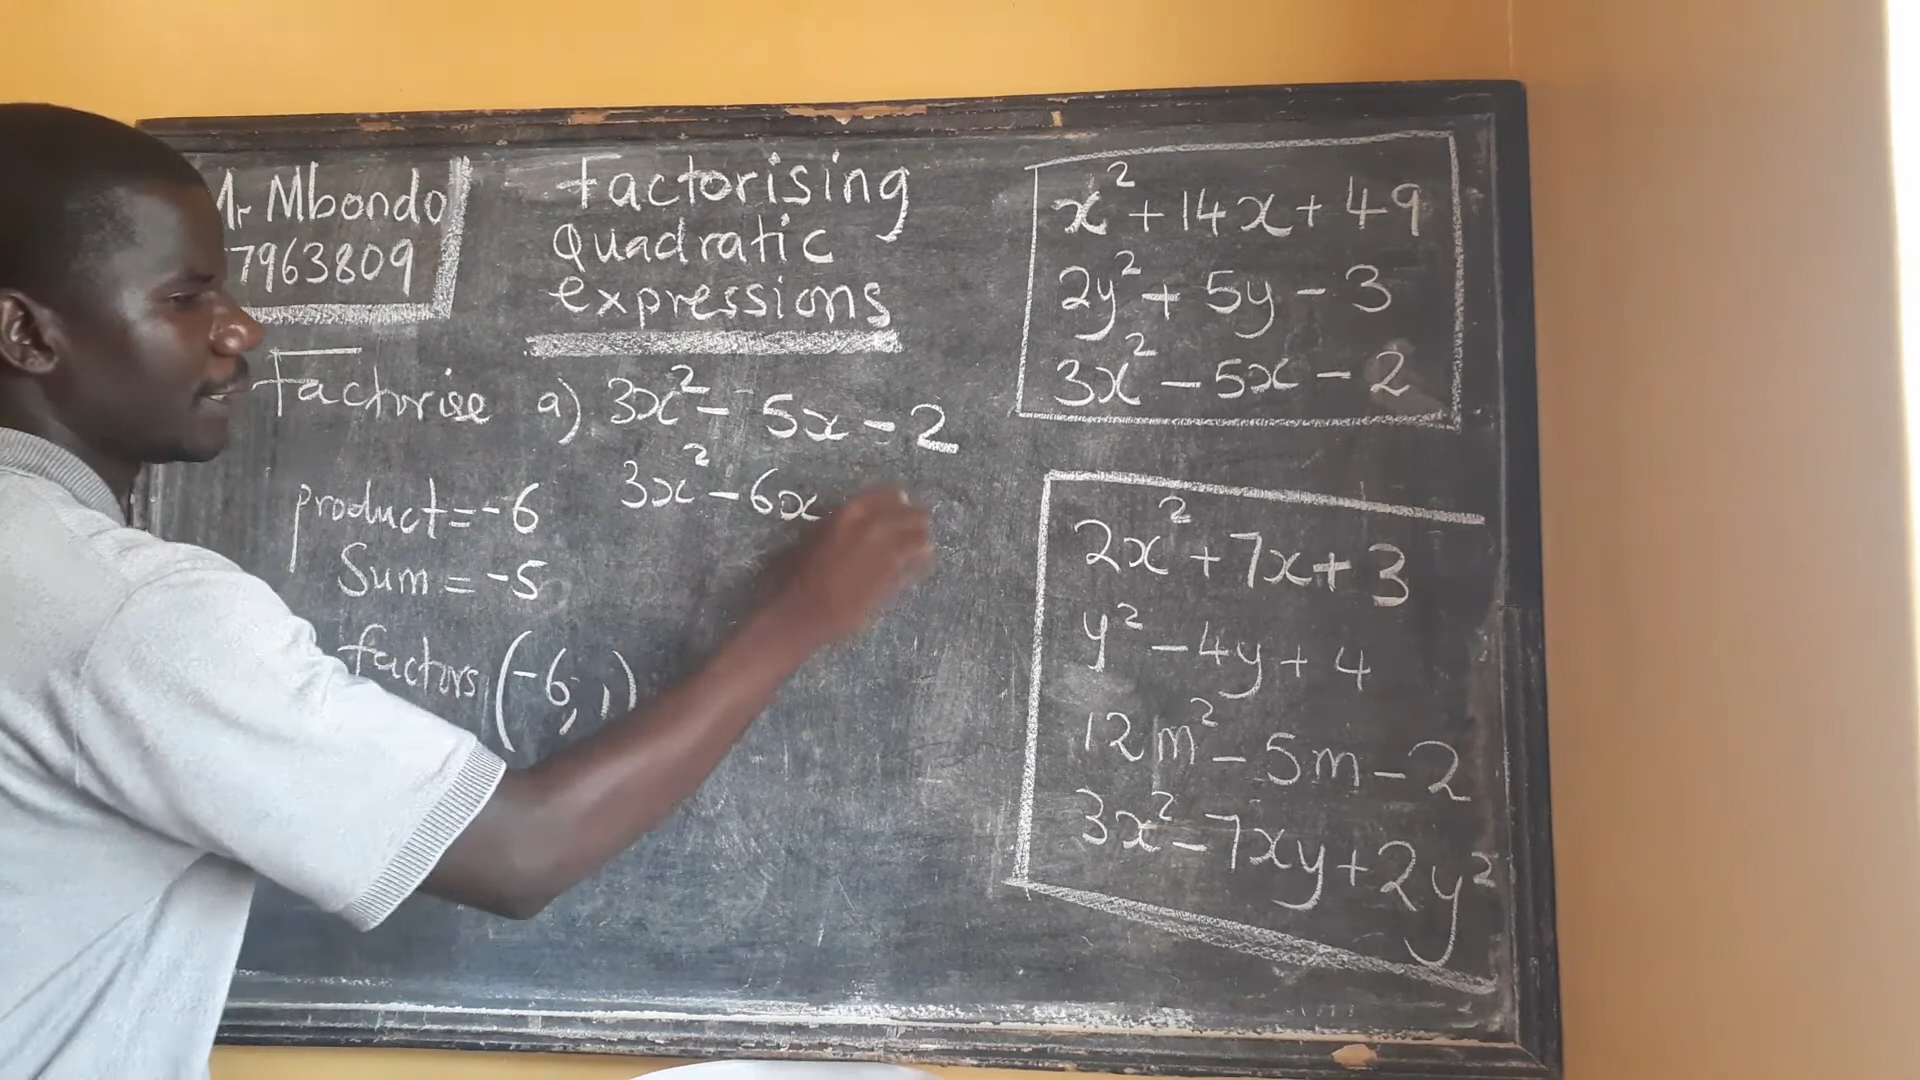 Mr Mbondo
7963809
Factorising
Quadratic
expressions
Factorise a) 3x² - 5x - 2
3x² - 6x
product = -6
Sum = -5
factors (-6, 1)
x² + 14x + 49
2y² + 5y - 3
3x² - 5x - 2
2x² + 7x + 3
y² - 4y + 4
12m² - 5m - 2
3x² - 7xy + 2y²